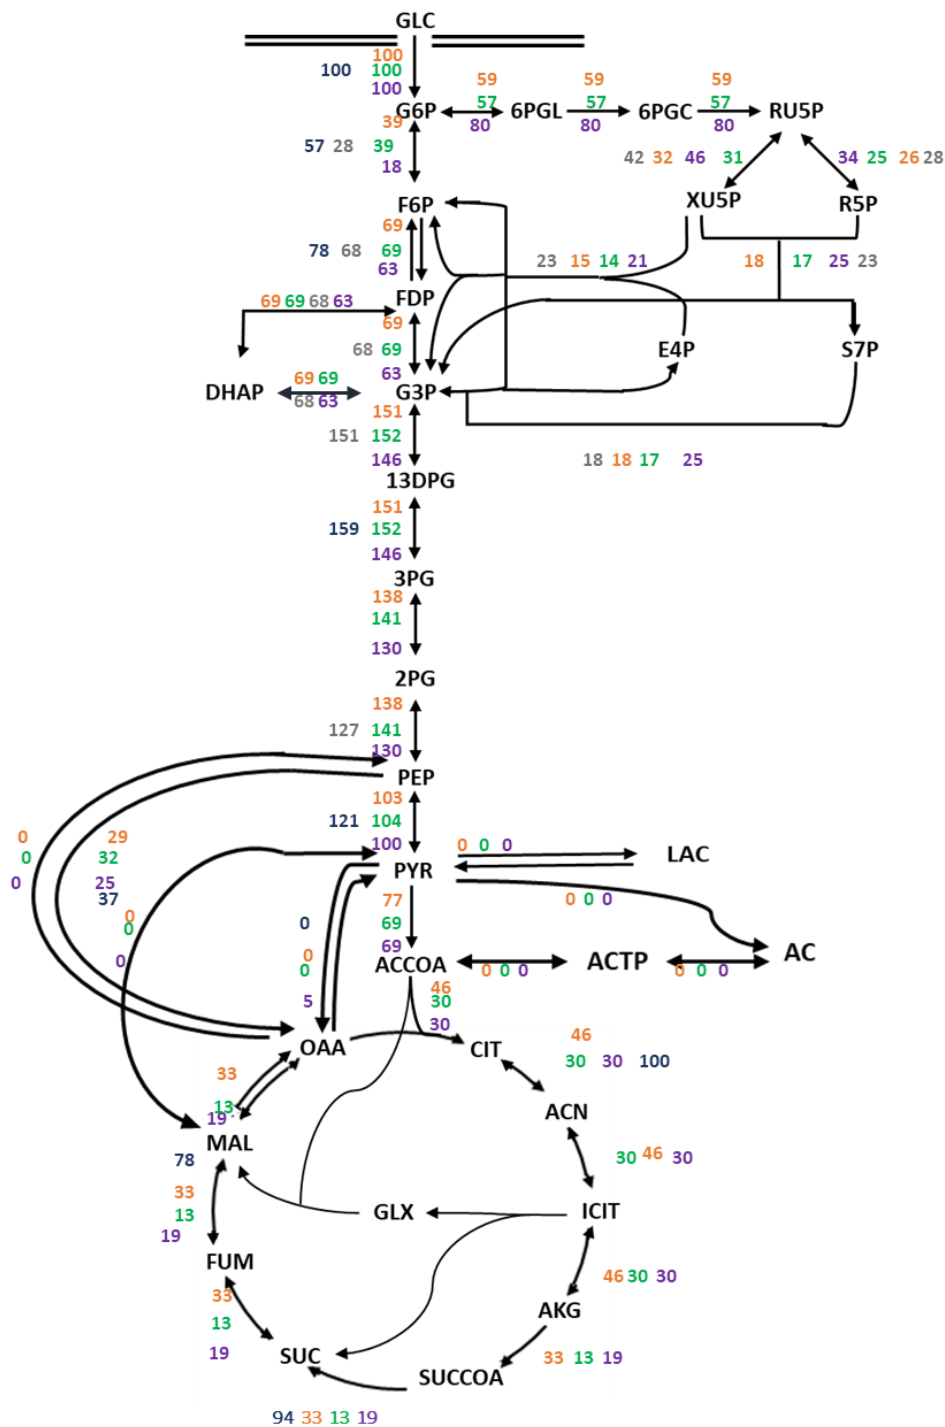 GLC
100
100 100
100
59 59 59
G6P 57 6PGL 57 6PGC 57 RU5P
39 80 80 80
57 28 39
18
42 32 46 31 34 25 26 28
F6P XU5P R5P
69
78 68 69
63
23 15 14 21 18 17 25 23
FDP
69 69 68 63
69
68 69
63
E4P S7P
69 69
DHAP G3P
68 63
151
151 152
146
18 18 17 25
13DPG
151
159 152
146
3PG
138
141
130
2PG
138
127 141
130
PEP
103
121 104
100
0 29
0 32
0 25
37
0
0
0
0 0 0
PYR LAC
77
69
69
0 0 0
0
0
0
5
ACCOA 0 0 0 ACTP 0 0 0 AC
46
30
30
OAA CIT
46
30 30 100
33
13
19
ACN
MAL
78
30 46 30
33
13
19
GLX ICIT
FUM
46 30 30
33
13
19
AKG
SUC
33 13 19
SUCCOA
94 33 13 19